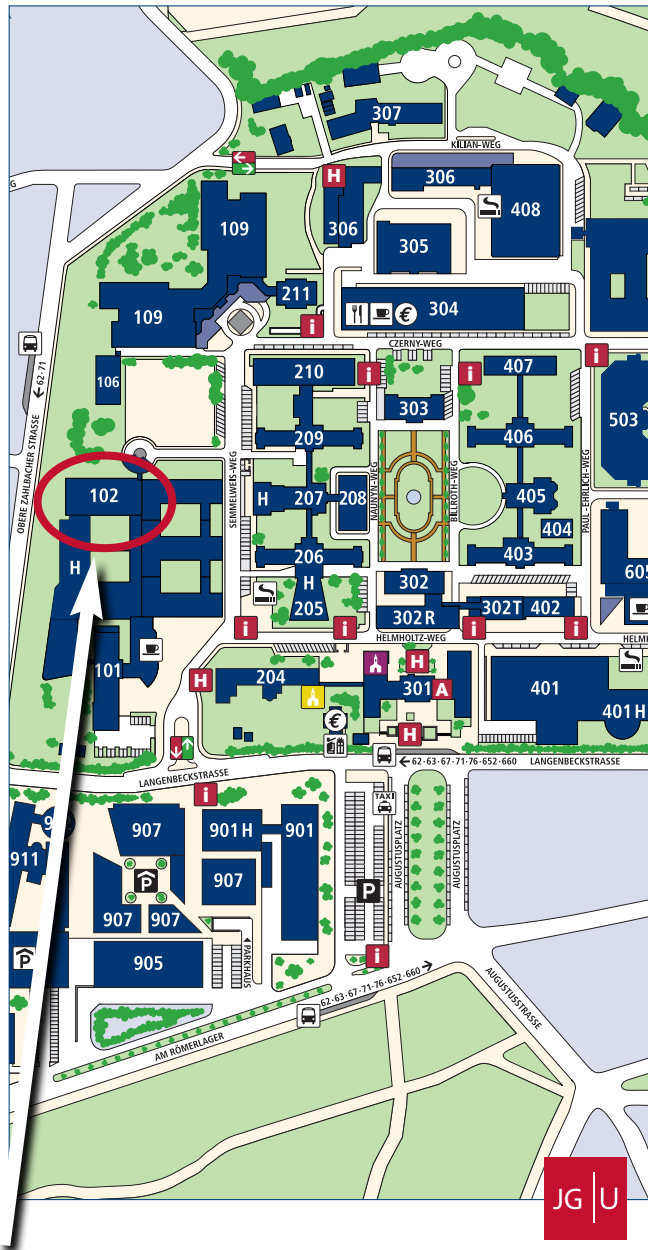 307
KILIAN-WEG
H
306
306
408
109
305
211
304
€
109
i
CZERNY-WEG
210
i
i
407
i
106
303
503
62·71
OBERE ZAHLBACHER STRASSE
209
406
SEMMELWEIS-WEG
NAUNYN-WEG
BILLROTH-WEG
PAUL-EHRLICH-WEG
102
H
207
208
405
404
206
403
H
H
302
605
205
302 R
302T
402
i
i
i
i
HELMHOLTZ-WEG
101
204
H
H
301
A
401
401 H
€
H
62·63·67·71·76·652·660
LANGENBECKSTRASSE
LANGENBECKSTRASSE
i
TAXI
907
901 H
901
911
P
907
AUGUSTUSPLATZ
AUGUSTUSPLATZ
P
907
907
P
905
PARKHAUS
i
62·63·67·71·76·652·660
AUGUSTUSSTRASSE
AM RÖMERLAGER
JG|U